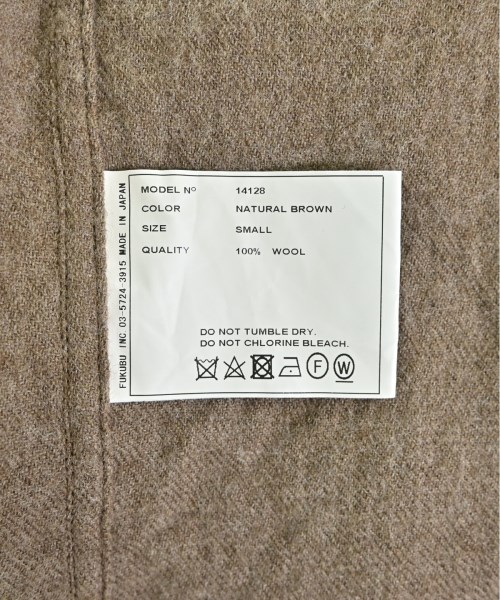 MODEL Nº 14128
COLOR NATURAL BROWN
SIZE SMALL
QUALITY 100% WOOL
DO NOT TUMBLE DRY.
DO NOT CHLORINE BLEACH.
F W
FUKUBU INC 03-5724-3915 MADE IN JAPAN